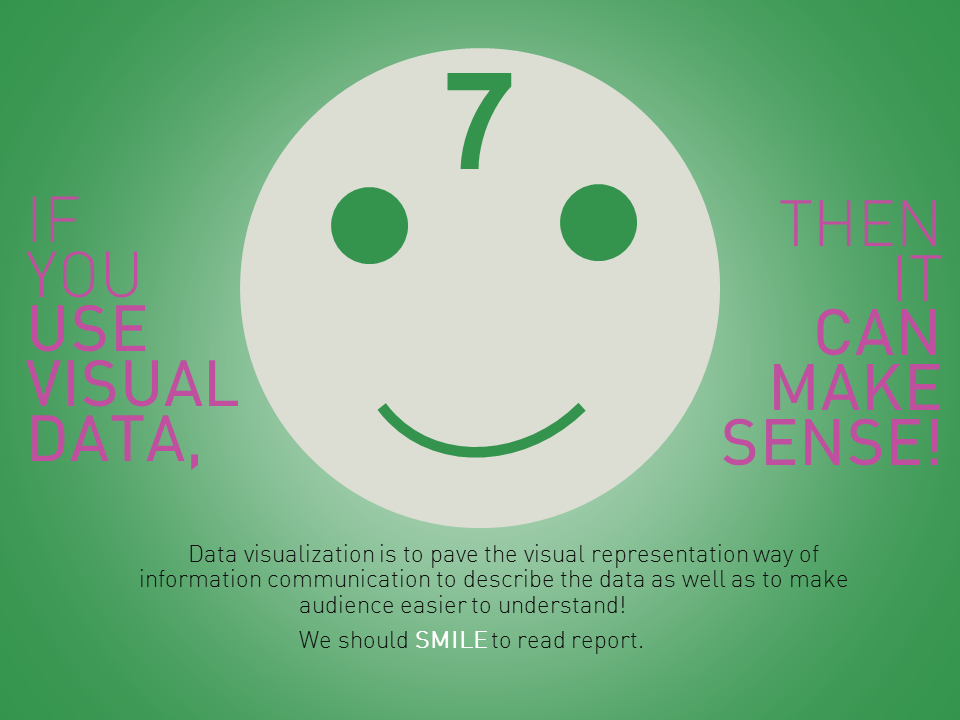 7
IF
YOU
USE
VISUAL
DATA,
THEN
IT
CAN
MAKE
SENSE!
Data visualization is to pave the visual representation way of
information communication to describe the data as well as to make
audience easier to understand!
We should SMILE to read report.